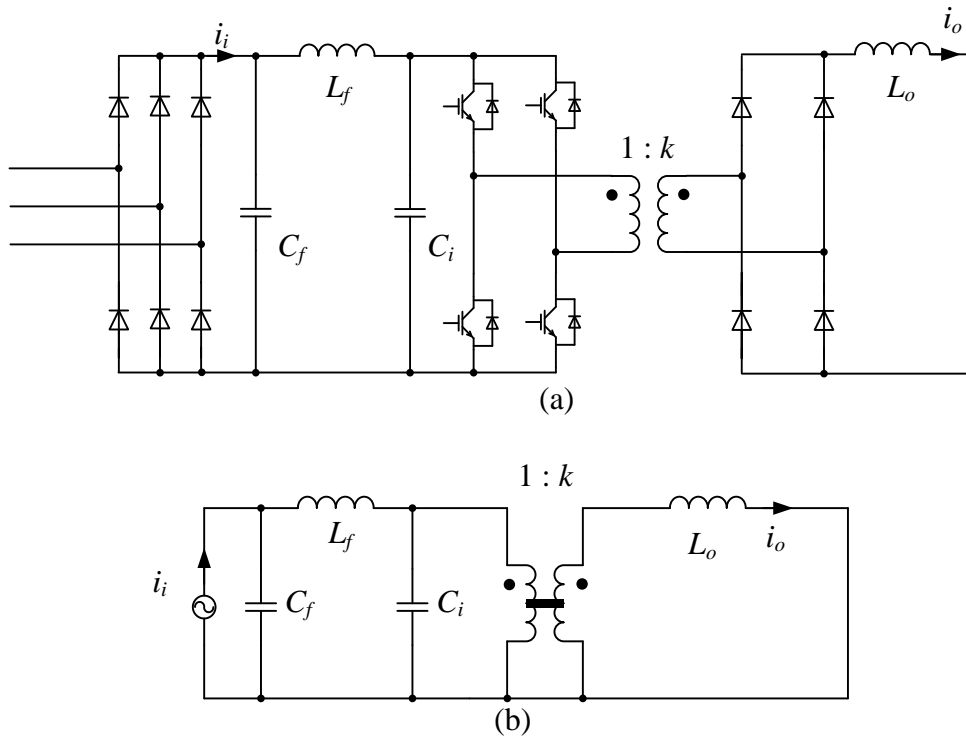 i_i
i_o
L_f
L_o
1 : k
C_f
C_i
(a)
1 : k
L_f
L_o
i_o
i_i
C_f
C_i
(b)